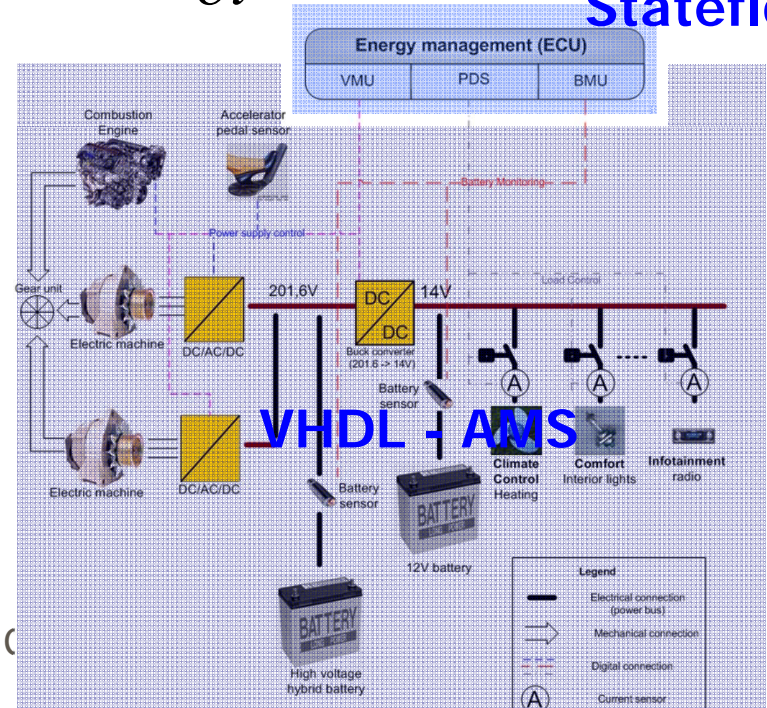 Energy management (ECU)
VMU
PDS
BMU
Combustion
Engine
Accelerator
pedal sensor
Battery Monitoring
Power supply control
Load Control
Gear unit
201,6V
DC
DC
14V
Electric machine
DC/AC/DC
Buck converter
(201.6 -> 14V)
A
A
A
Battery
sensor
VHDL - AMS
Climate
Control
Heating
Comfort
Interior lights
Infotainment
radio
Electric machine
DC/AC/DC
Battery
sensor
BATTERY
12V battery
BATTERY
High voltage
hybrid battery
Legend
Electrical connection
(power bus)
Mechanical connection
Digital connection
A
Current sensor